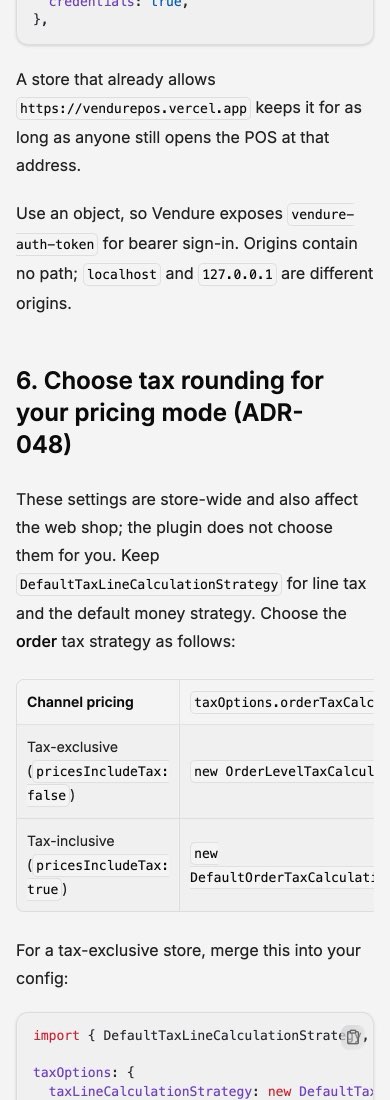 credentials: true,
},
A store that already allows
https://vendurepos.vercel.app keeps it for as
long as anyone still opens the POS at that
address.
Use an object, so Vendure exposes vendure-
auth-token for bearer sign-in. Origins contain
no path; localhost and 127.0.0.1 are different
origins.
6. Choose tax rounding for
your pricing mode (ADR-
048)
These settings are store-wide and also affect
the web shop; the plugin does not choose
them for you. Keep
DefaultTaxLineCalculationStrategy for line tax
and the default money strategy. Choose the
order tax strategy as follows:
Channel pricing taxOptions.orderTaxCalc
Tax-exclusive
(pricesIncludeTax:
false)
new OrderLevelTaxCalcul
Tax-inclusive
(pricesIncludeTax:
true)
new
DefaultOrderTaxCalculati
For a tax-exclusive store, merge this into your
config:
import { DefaultTaxLineCalculationStrategy,
taxOptions: {
taxLineCalculationStrategy: new DefaultTax